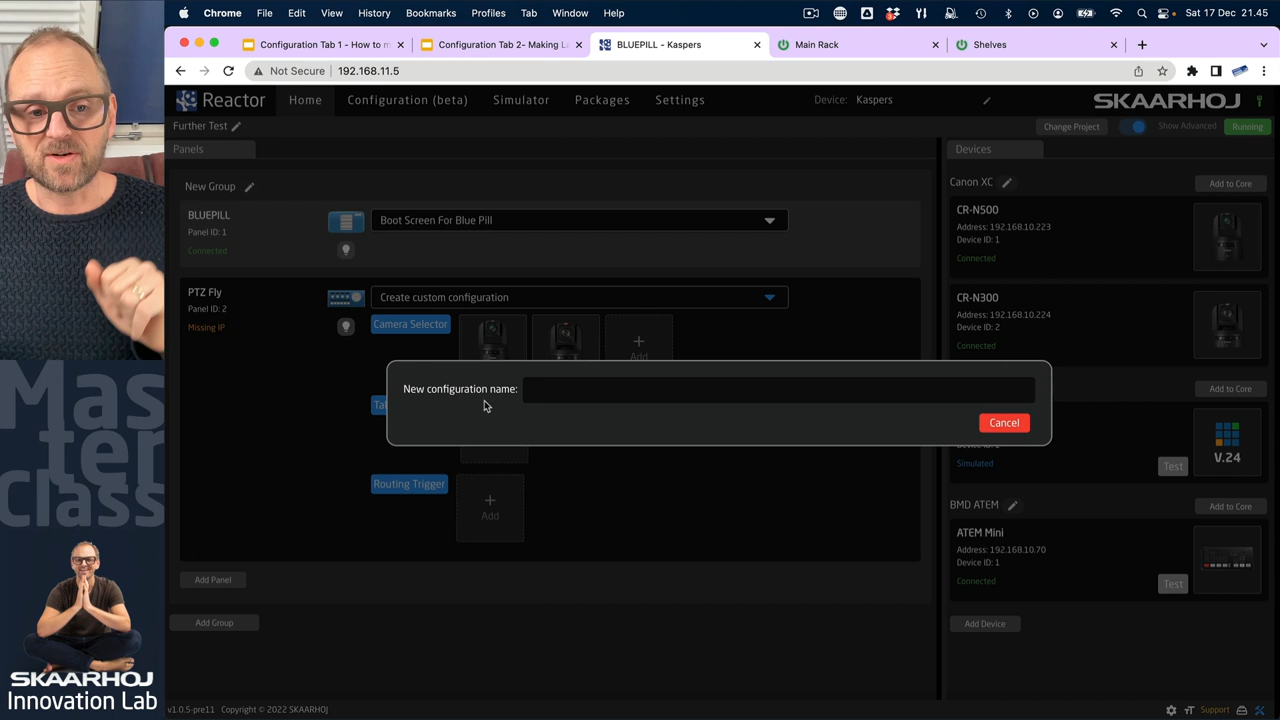 Chrome File Edit View History Bookmarks Profiles Tab Window Help Sat 17 Dec 21.45
Configuration Tab 1 - How to m
Configuration Tab 2- Making La
BLUEPILL - Kaspers
Main Rack
Shelves
Not Secure 192.168.11.5
Reactor Home Configuration (beta) Simulator Packages Settings Device: Kaspers SKAARHOJ
Further Test Change Project Show Advanced Running
Panels
Devices
New Group
Canon XC Add to Core
BLUEPILL
Panel ID: 1
Connected
Boot Screen For Blue Pill
CR-N500
Address: 192.168.10.223
Device ID: 1
Connected
PTZ Fly
Panel ID: 2
Missing IP
Create custom configuration
Camera Selector
Add
CR-N300
Address: 192.168.10.224
Device ID: 2
Connected
New configuration name:
Cancel
Add to Core
Simulated
Test
V.24
Routing Trigger
Add
BMD ATEM Add to Core
ATEM Mini
Address: 192.168.10.70
Device ID: 1
Connected
Test
Add Panel
Add Group
Add Device
Master
Class
SKAARHOJ
Innovation Lab
v1.0.5-pre11 Copyright © 2022 SKAARHOJ
Support